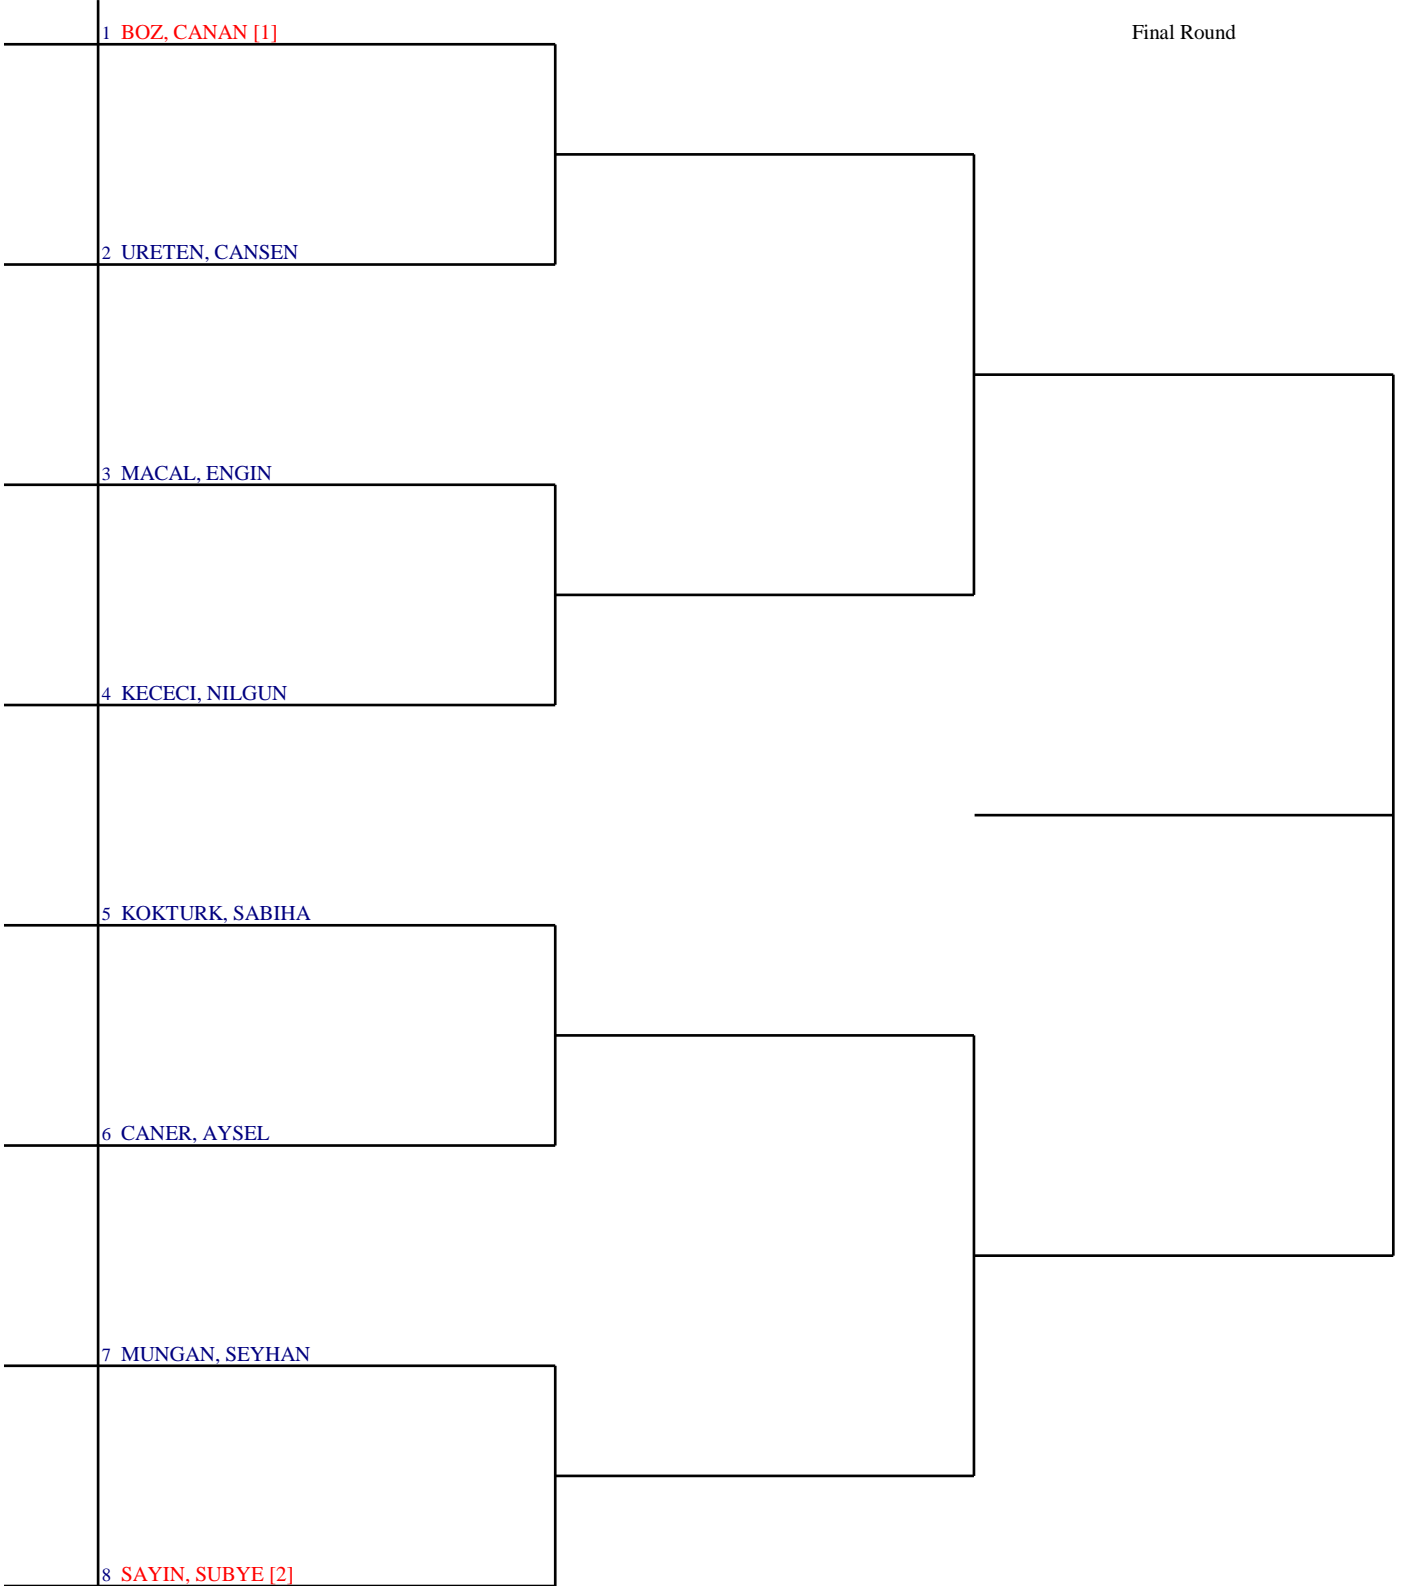 1 BOZ, CANAN [1]
Final Round
2 URETEN, CANSEN
3 MACAL, ENGIN
4 KECECI, NILGUN
5 KOKTURK, SABIHA
6 CANER, AYSEL
7 MUNGAN, SEYHAN
8 SAYIN, SUBYE [2]